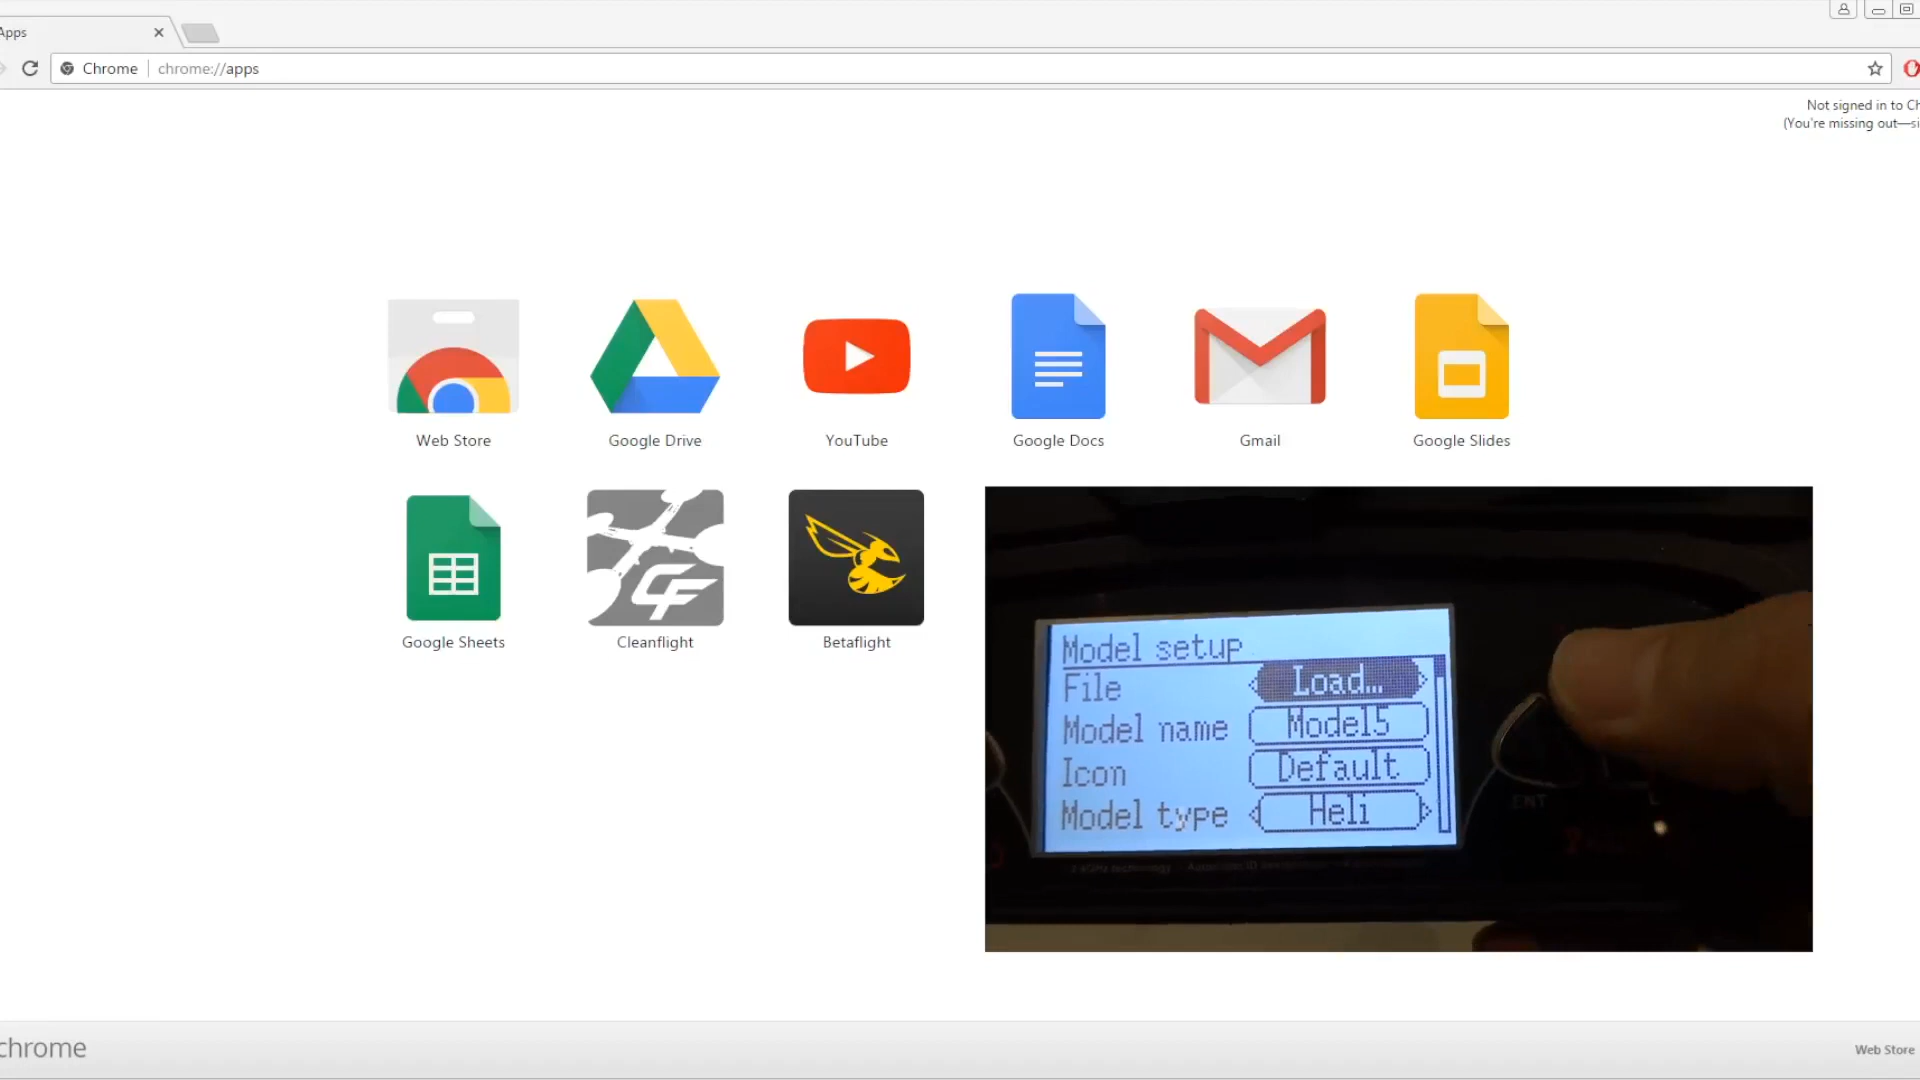 Apps
Chrome
chrome://apps
Not signed in to Ch
(You're missing out—si
Web Store
Google Drive
YouTube
Google Docs
Gmail
Google Slides
Google Sheets
Cleanflight
Betaflight
CF
Model setup
File
Load...
Model name
Model5
Icon
Default
Model type
Heli
ENT
chrome
Web Store